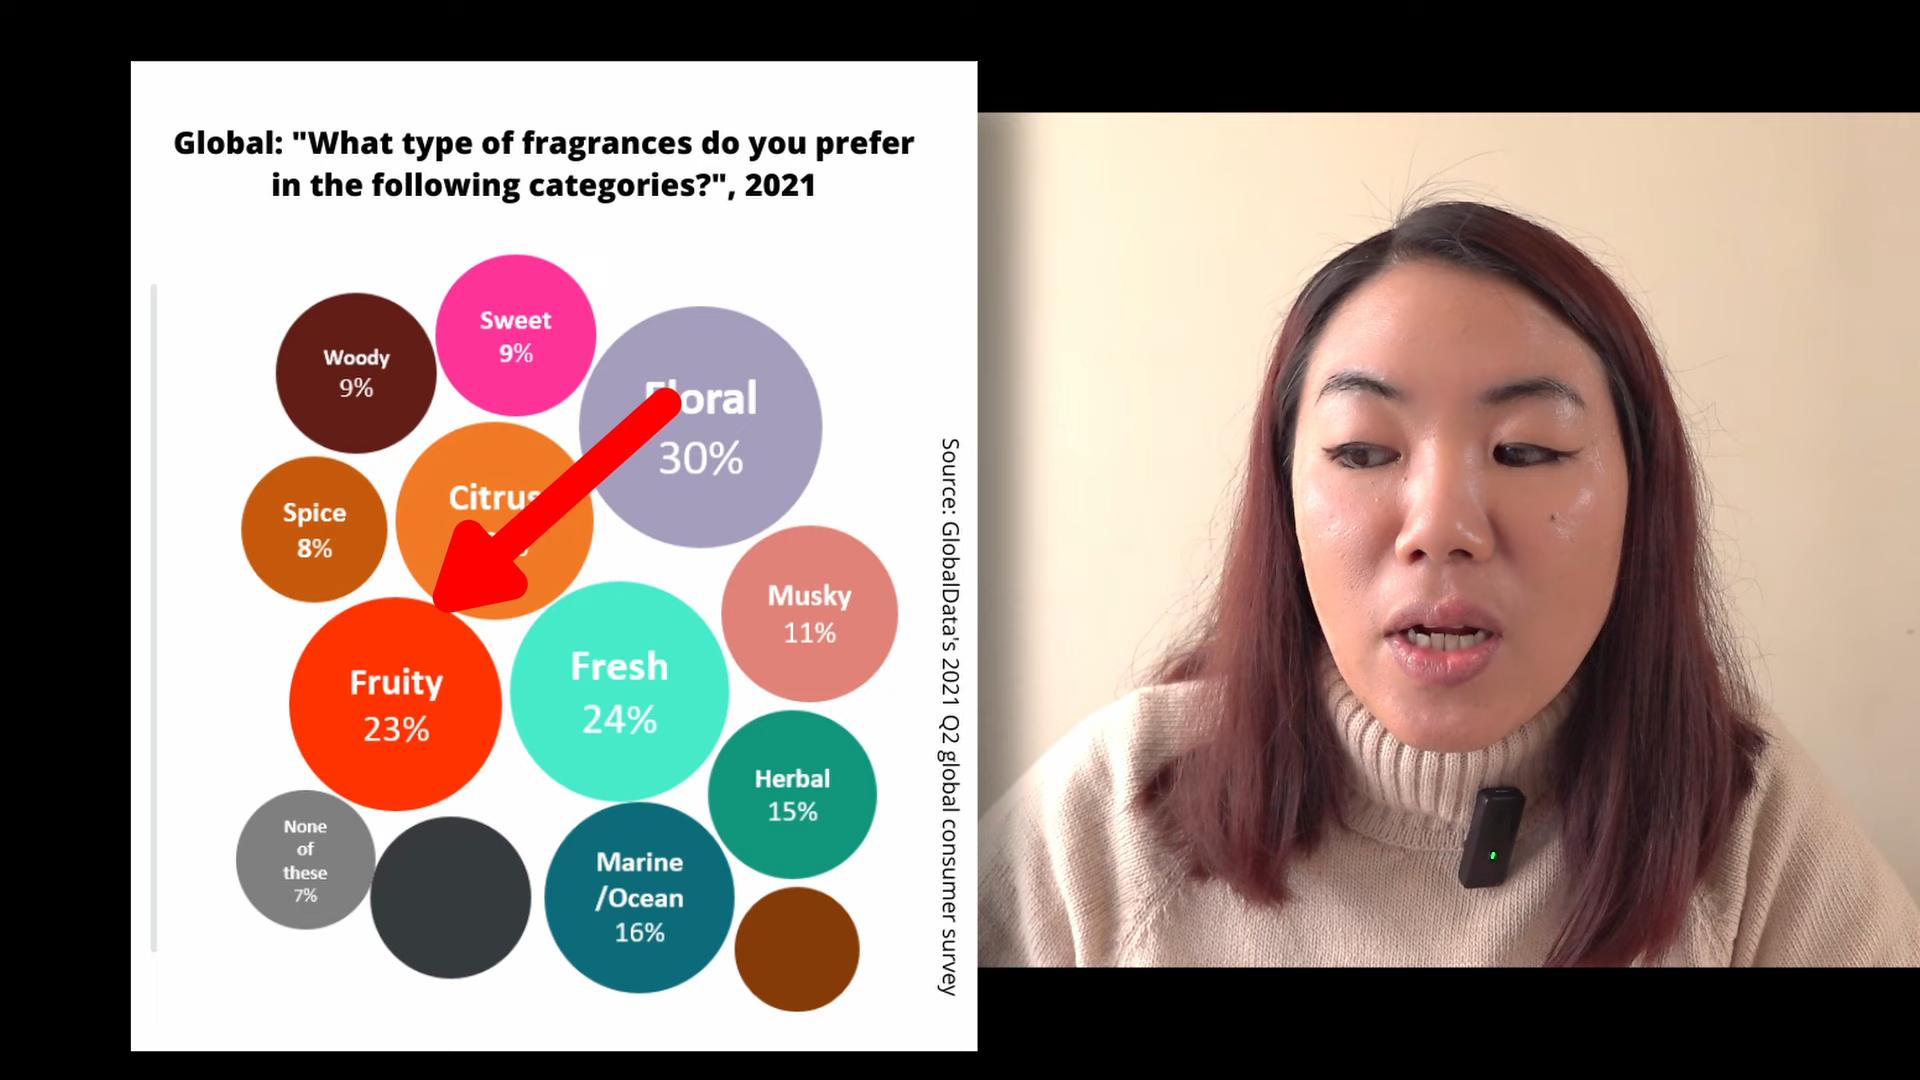 Global: "What type of fragrances do you prefer
in the following categories?", 2021
Sweet
9%
Woody
9%
Floral
30%
Citrus
Spice
8%
Musky
11%
Fresh
24%
Fruity
23%
Herbal
15%
None
of
these
7%
Marine
/Ocean
16%
Source: GlobalData's 2021 Q2 global consumer survey